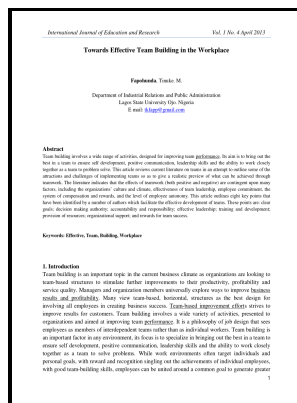 International Journal of Education and Research Vol. 1 No. 4 April 2013
Towards Effective Team Building in the Workplace
Fapohunda, Tinuke. M.
Department of Industrial Relations and Public Administration
Lagos State University Ojo. Nigeria
E mail: tkfapp@gmail.com
Abstract
Team building involves a wide range of activities, designed for improving team performance. Its aim is to bring out the
best in a team to ensure self development, positive communication, leadership skills and the ability to work closely
together as a team to problem solve. This article reviews current literature on teams in an attempt to outline some of the
attractions and challenges of implementing teams so as to give a realistic preview of what can be achieved through
teamwork. The literature indicates that the effects of teamwork (both positive and negative) are contingent upon many
factors, including the organizations' culture and climate, effectiveness of team leadership, employee commitment, the
system of compensation and rewards, and the level of employee autonomy. This article outlines eight key points that
have been identified by a number of authors which facilitate the effective development of teams. These points are: clear
goals; decision making authority; accountability and responsibility; effective leadership; training and development;
provision of resources; organizational support; and rewards for team success.
Keywords: Effective, Team, Building, Workplace
1. Introduction
Team building is an important topic in the current business climate as organizations are looking to
team-based structures to stimulate further improvements to their productivity, profitability and
service quality. Managers and organization members universally explore ways to improve business
results and profitability. Many view team-based, horizontal, structures as the best design for
involving all employees in creating business success. Team-based improvement efforts strives to
improve results for customers. Team building involves a wide variety of activities, presented to
organizations and aimed at improving team performance. It is a philosophy of job design that sees
employees as members of interdependent teams rather than as individual workers. Team building is
an important factor in any environment, its focus is to specialize in bringing out the best in a team to
ensure self development, positive communication, leadership skills and the ability to work closely
together as a team to solve problems. While work environments often target individuals and
personal goals, with reward and recognition singling out the achievements of individual employees,
with good team-building skills, employees can be united around a common goal to generate greater
1